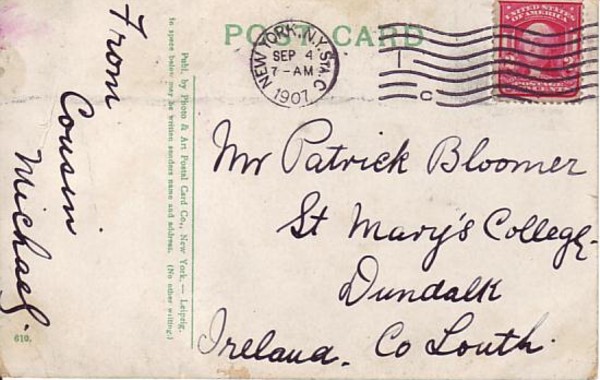 POST CARD
NEW YORK, N.Y. STA. C
SEP 4
7-AM
1907
C
UNITED STATES
OF AMERICA
POSTAGE
2 CENTS
From
Cousin
Michael.
Publ. by Photo & Art Postal Card Co., New York. — Leipzig.
In space below may be written senders name and address. (No other writing.)
610.
Mr Patrick Bloomer
St Mary's College
Dundalk
Ireland. Co Louth.